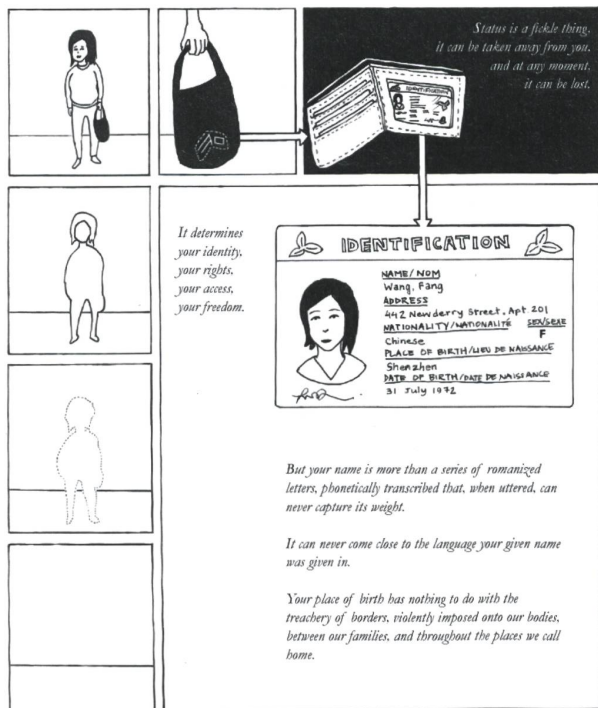 Status is a fickle thing,
it can be taken away from you.
and at any moment,
it can be lost.
It determines
your identity,
your rights,
your access,
your freedom.
IDENTIFICATION
NAME/NOM
Wang, Fang
ADDRESS
442 Newderry Street, Apt 201
NATIONALITY/NATIONALITÉ SEX/SEXE
Chinese F
PLACE OF BIRTH/LIEU DE NAISSANCE
Shenzhen
DATE OF BIRTH/DATE DE NAISSANCE
31 July 1972
But your name is more than a series of romanized
letters, phonetically transcribed that, when uttered, can
never capture its weight.
It can never come close to the language your given name
was given in.
Your place of birth has nothing to do with the
treachery of borders, violently imposed onto our bodies,
between our families, and throughout the places we call
home.